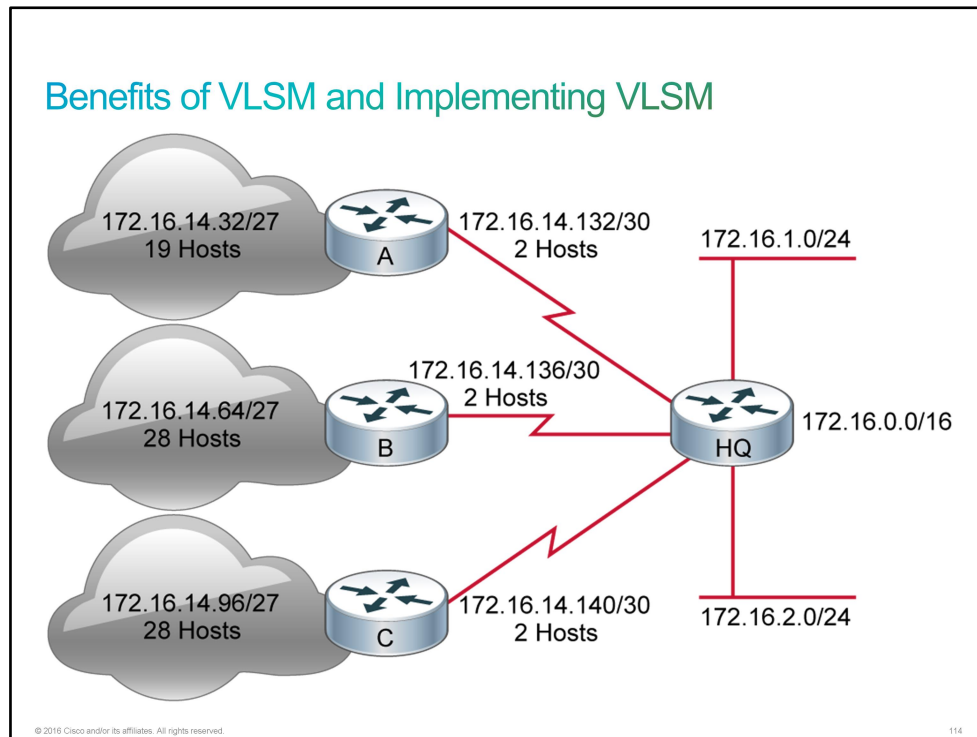 Benefits of VLSM and Implementing VLSM
172.16.14.32/27
19 Hosts
A
172.16.14.132/30
2 Hosts
172.16.1.0/24
172.16.14.64/27
28 Hosts
B
172.16.14.136/30
2 Hosts
HQ
172.16.0.0/16
172.16.14.96/27
28 Hosts
C
172.16.14.140/30
2 Hosts
172.16.2.0/24
© 2016 Cisco and/or its affiliates. All rights reserved.
114